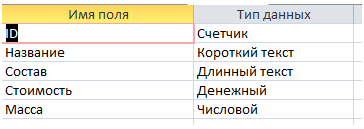 Имя поля Тип данных
ID Счетчик
Название Короткий текст
Состав Длинный текст
Стоимость Денежный
Масса Числовой